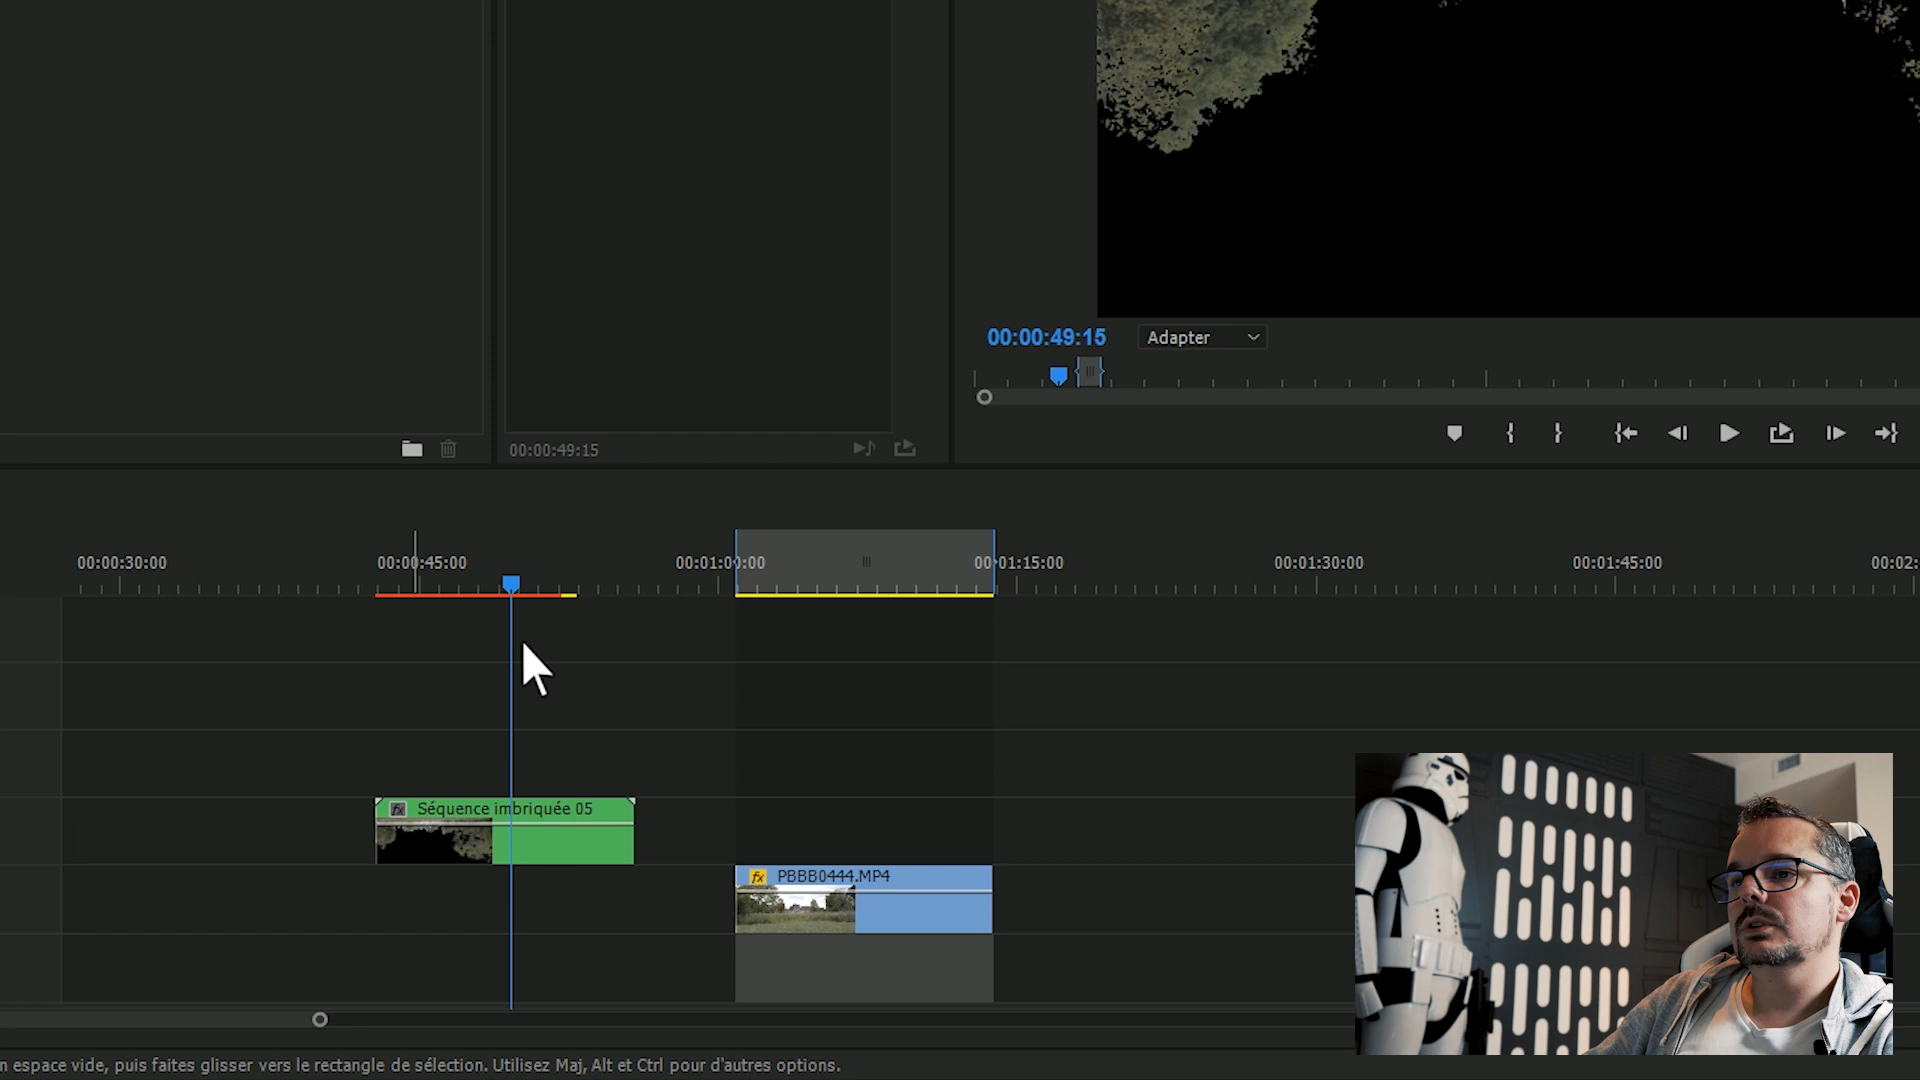 00:00:49:15
Adapter
00:00:49:15
00:00:30:00
00:00:45:00
00:01:00:00
00:01:15:00
00:01:30:00
00:01:45:00
00:02:
fx Séquence imbriquée 05
fx PBBB0444.MP4
n espace vide, puis faites glisser vers le rectangle de sélection. Utilisez Maj, Alt et Ctrl pour d'autres options.